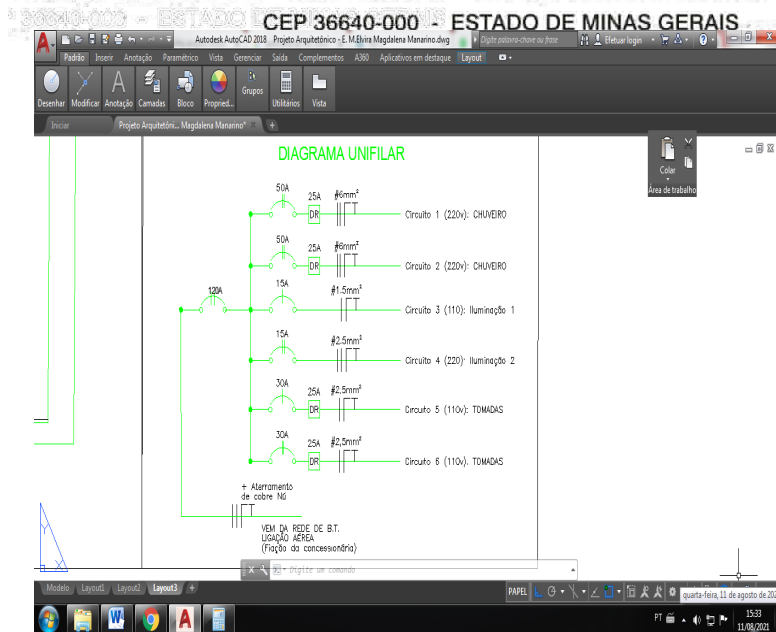 CEP 36640-000 - ESTADO DE MINAS GERAIS
Autodesk AutoCAD 2018 Projeto Arquitetônico - E. M.Elvira Magdalena Manarino.dwg
Digite palavra-chave ou frase
Efetuar login
Padrão Inserir Anotação Paramétrico Vista Gerenciar Saída Complementos A360 Aplicativos em destaque Layout
Desenhar Modificar Anotação Camadas Bloco Propried... Grupos Utilitários Vista
Iniciar Projeto Arquitetôni... Magdalena Manarino* +
Colar
Área de trabalho
DIAGRAMA UNIFILAR
50A 25A #6mm²
DR Circuito 1 (220v): CHUVEIRO
50A 25A #6mm²
DR Circuito 2 (220v): CHUVEIRO
120A
15A #1.5mm²
Circuito 3 (110): Iluminação 1
15A #2.5mm²
Circuito 4 (220): Iluminação 2
30A 25A #2,5mm²
DR Circuito 5 (110v): TOMADAS
30A 25A #2,5mm²
DR Circuito 6 (110v): TOMADAS
+ Aterramento
de cobre Nú
VEM DA REDE DE B.T.
LIGAÇÃO AÉREA
(Fiação da concessionária)
Y
X
Digite um comando
Modelo Layout1 Layout2 Layout3 +
PAPEL
quarta-feira, 11 de agosto de 202
PT
15:33
11/08/2021